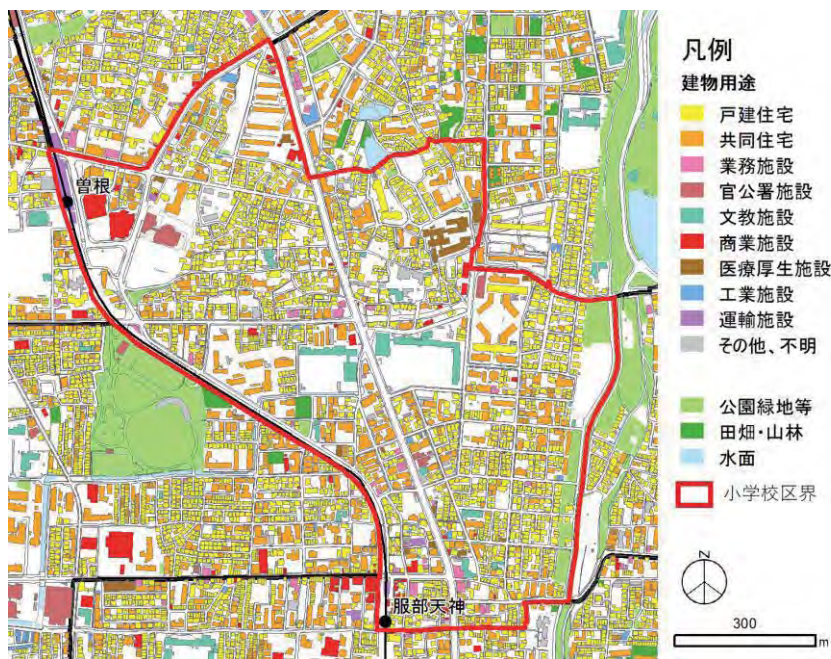 曽根
服部天神
凡例
建物用途
戸建住宅
共同住宅
業務施設
官公署施設
文教施設
商業施設
医療厚生施設
工業施設
運輸施設
その他、不明
公園緑地等
田畑・山林
水面
小学校区界
N
300
m